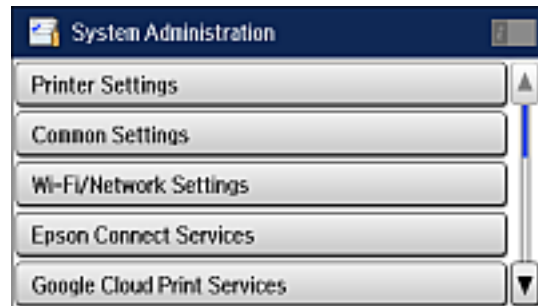 System Administration
Printer Settings
Common Settings
Wi-Fi/Network Settings
Epson Connect Services
Google Cloud Print Services